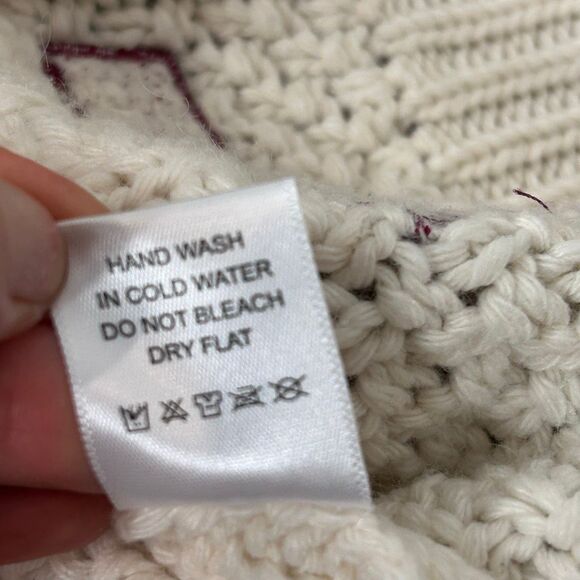 HAND WASH
IN COLD WATER
DO NOT BLEACH
DRY FLAT